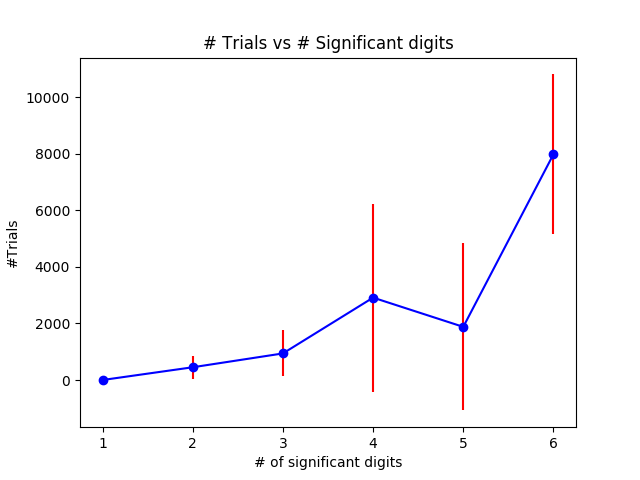 # Trials vs # Significant digits
10000
8000
6000
4000
2000
0
#Trials
1 2 3 4 5 6
# of significant digits